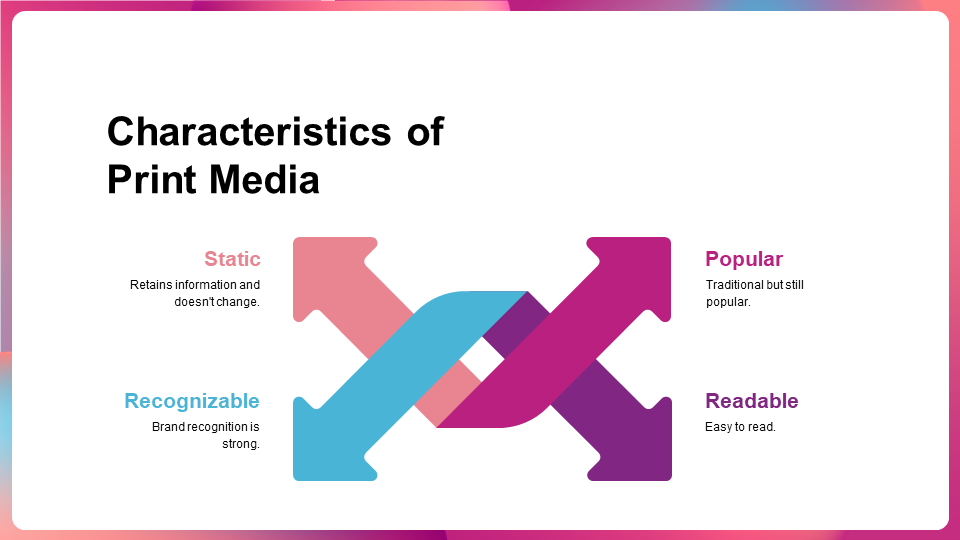 Characteristics of
Print Media
Static
Retains information and
doesn't change.
Popular
Traditional but still
popular.
Recognizable
Brand recognition is
strong.
Readable
Easy to read.